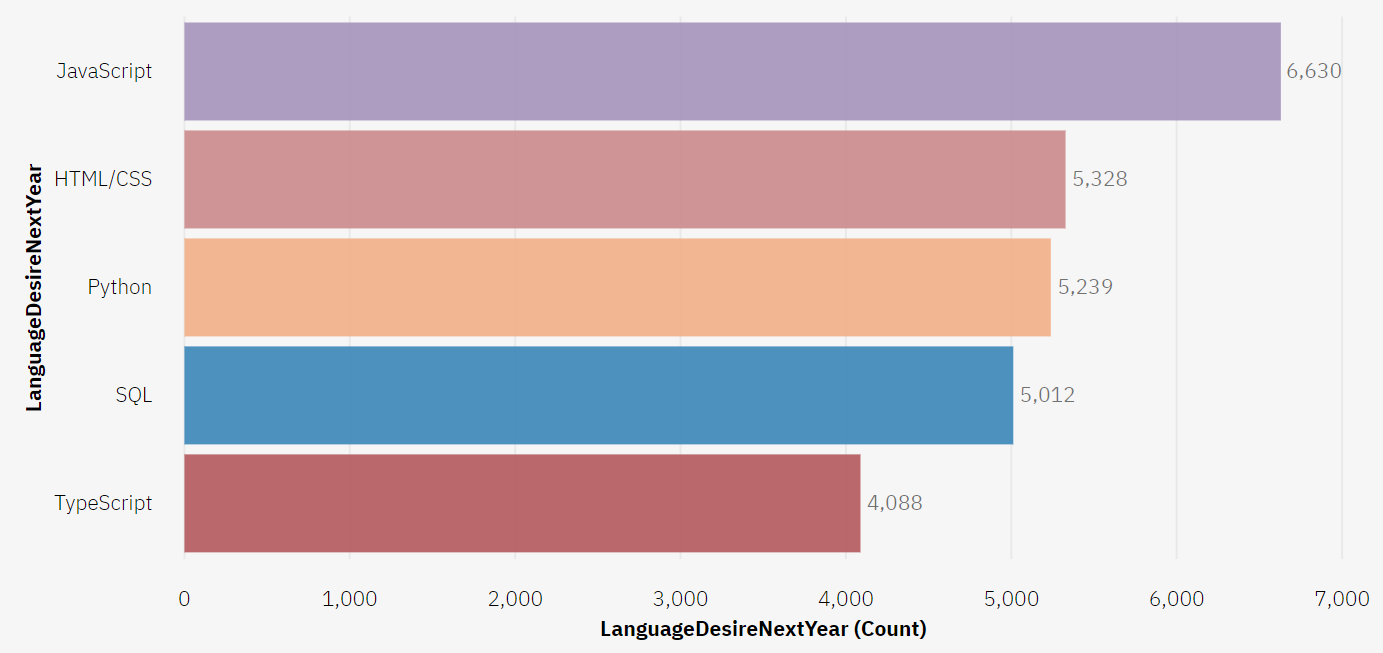 LanguageDesireNextYear
JavaScript 6,630
HTML/CSS 5,328
Python 5,239
SQL 5,012
TypeScript 4,088
0 1,000 2,000 3,000 4,000 5,000 6,000 7,000
LanguageDesireNextYear (Count)